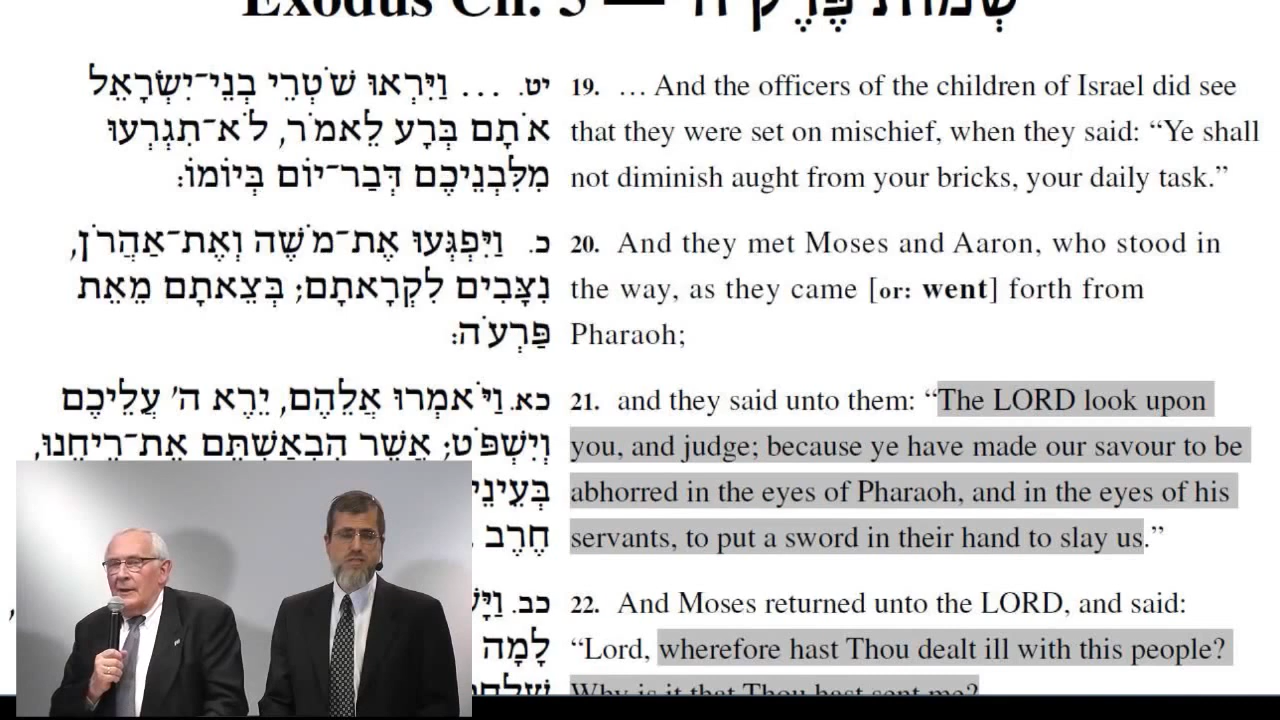 Exodus Ch. 5 — שְׁמוֹת פֶּרֶק ה
יט. … וַיִּרְאוּ שֹׁטְרֵי בְנֵי־יִשְׂרָאֵל
אֹתָם בְּרָע לֵאמֹר, לֹא־תִגְרְעוּ
מִלִּבְנֵיכֶם דְּבַר־יוֹם בְּיוֹמוֹ:
19. … And the officers of the children of Israel did see
that they were set on mischief, when they said: “Ye shall
not diminish aught from your bricks, your daily task.”
כ. וַיִּפְגְּעוּ אֶת־מֹשֶׁה וְאֶת־אַהֲרֹן,
נִצָּבִים לִקְרָאתָם; בְּצֵאתָם מֵאֵת
פַּרְעֹה:
20. And they met Moses and Aaron, who stood in
the way, as they came [or: went] forth from
Pharaoh;
כא. וַיֹּאמְרוּ אֲלֵהֶם, יֵרֶא ה' עֲלֵיכֶם
וְיִשְׁפֹּט; אֲשֶׁר הִבְאַשְׁתֶּם אֶת־רֵיחֵנוּ,
חֶרֶב
21. and they said unto them: “The LORD look upon
you, and judge; because ye have made our savour to be
abhorred in the eyes of Pharaoh, and in the eyes of his
servants, to put a sword in their hand to slay us.”
כב.
לָמָה
22. And Moses returned unto the LORD, and said:
“Lord, wherefore hast Thou dealt ill with this people?
Why is it that Thou hast sent me?